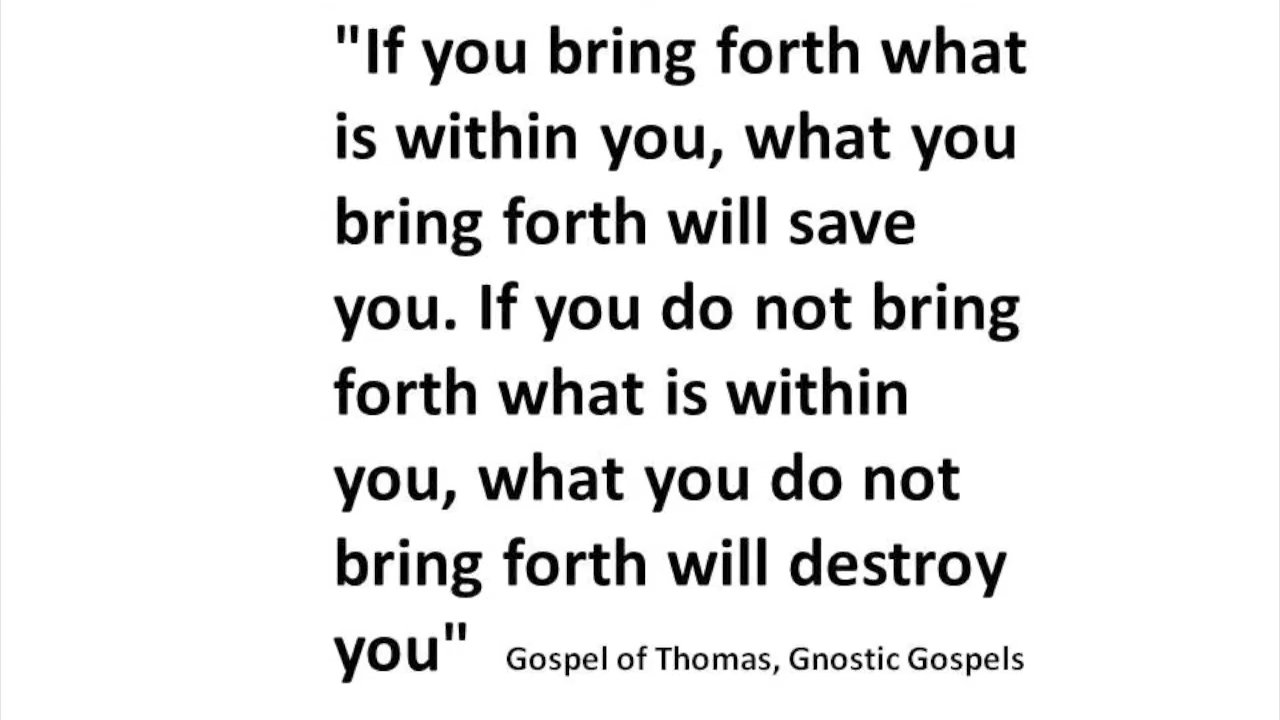 "If you bring forth what
is within you, what you
bring forth will save
you. If you do not bring
forth what is within
you, what you do not
bring forth will destroy
you" Gospel of Thomas, Gnostic Gospels